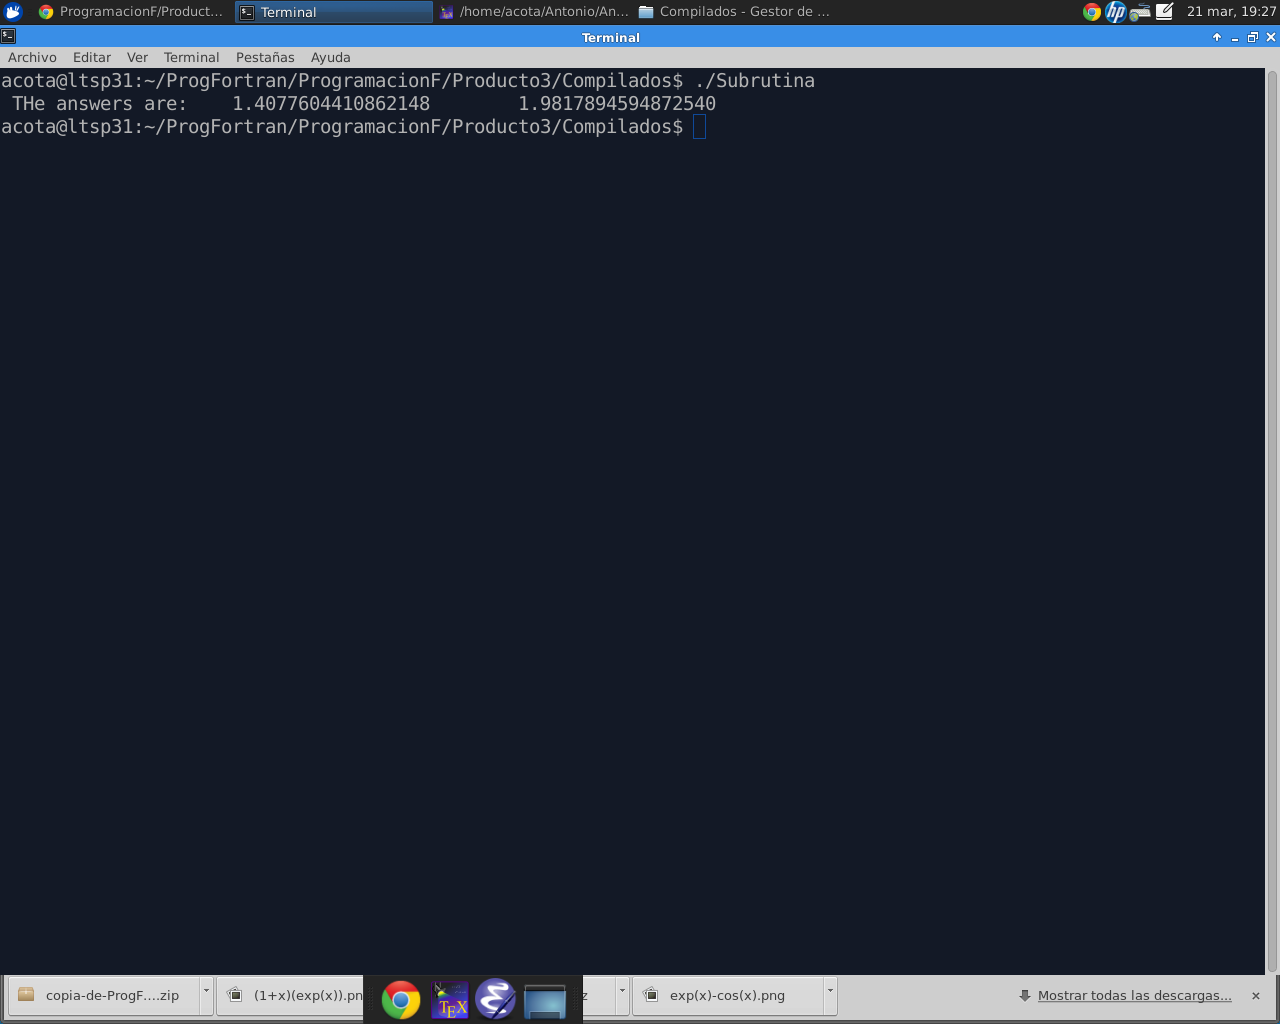 ProgramacionF/Product...
Terminal
/home/acota/Antonio/An...
Compilados - Gestor de ...
hp
21 mar, 19:27
Terminal
Archivo Editar Ver Terminal Pestañas Ayuda
acota@ltsp31:~/ProgFortran/ProgramacionF/Producto3/Compilados$ ./Subrutina
THe answers are: 1.4077604410862148 1.9817894594872540
acota@ltsp31:~/ProgFortran/ProgramacionF/Producto3/Compilados$
copia-de-ProgF....zip
(1+x)(exp(x)).pn
TEX
z
exp(x)-cos(x).png
Mostrar todas las descargas...